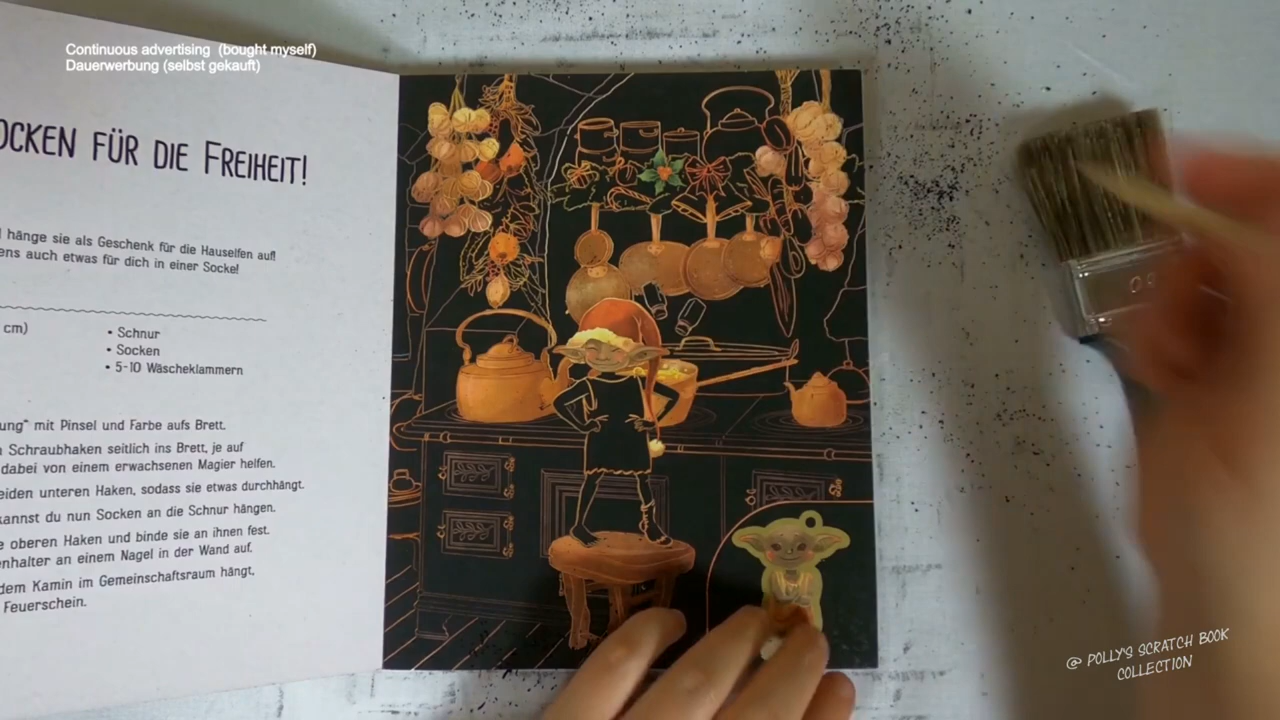 Continuous advertising (bought myself)
Dauerwerbung (selbst gekauft)
OCKEN FÜR DIE FREIHEIT!
hänge sie als Geschenk für die Hauselfen auf!
ens auch etwas für dich in einer Socke!
cm)
• Schnur
• Socken
• 5-10 Wäscheklammern
ung" mit Pinsel und Farbe aufs Brett.
Schraubhaken seitlich ins Brett, je auf
dabei von einem erwachsenen Magier helfen.
eiden unteren Haken, sodass sie etwas durchhängt.
kannst du nun Socken an die Schnur hängen.
e oberen Haken und binde sie an ihnen fest.
enhalter an einem Nagel in der Wand auf.
dem Kamin im Gemeinschaftsraum hängt,
Feuerschein.
@ POLLY'S SCRATCH BOOK
COLLECTION